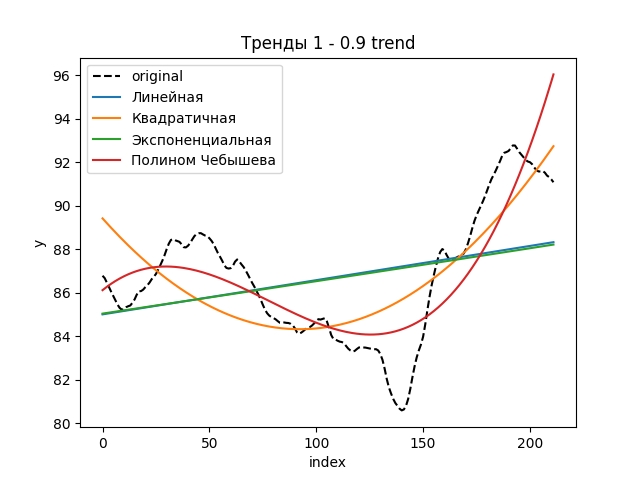 Тренды 1 - 0.9 trend
original
Линейная
Квадратичная
Экспоненциальная
Полином Чебышева
96
94
92
90
88
86
84
82
80
y
0 50 100 150 200
index